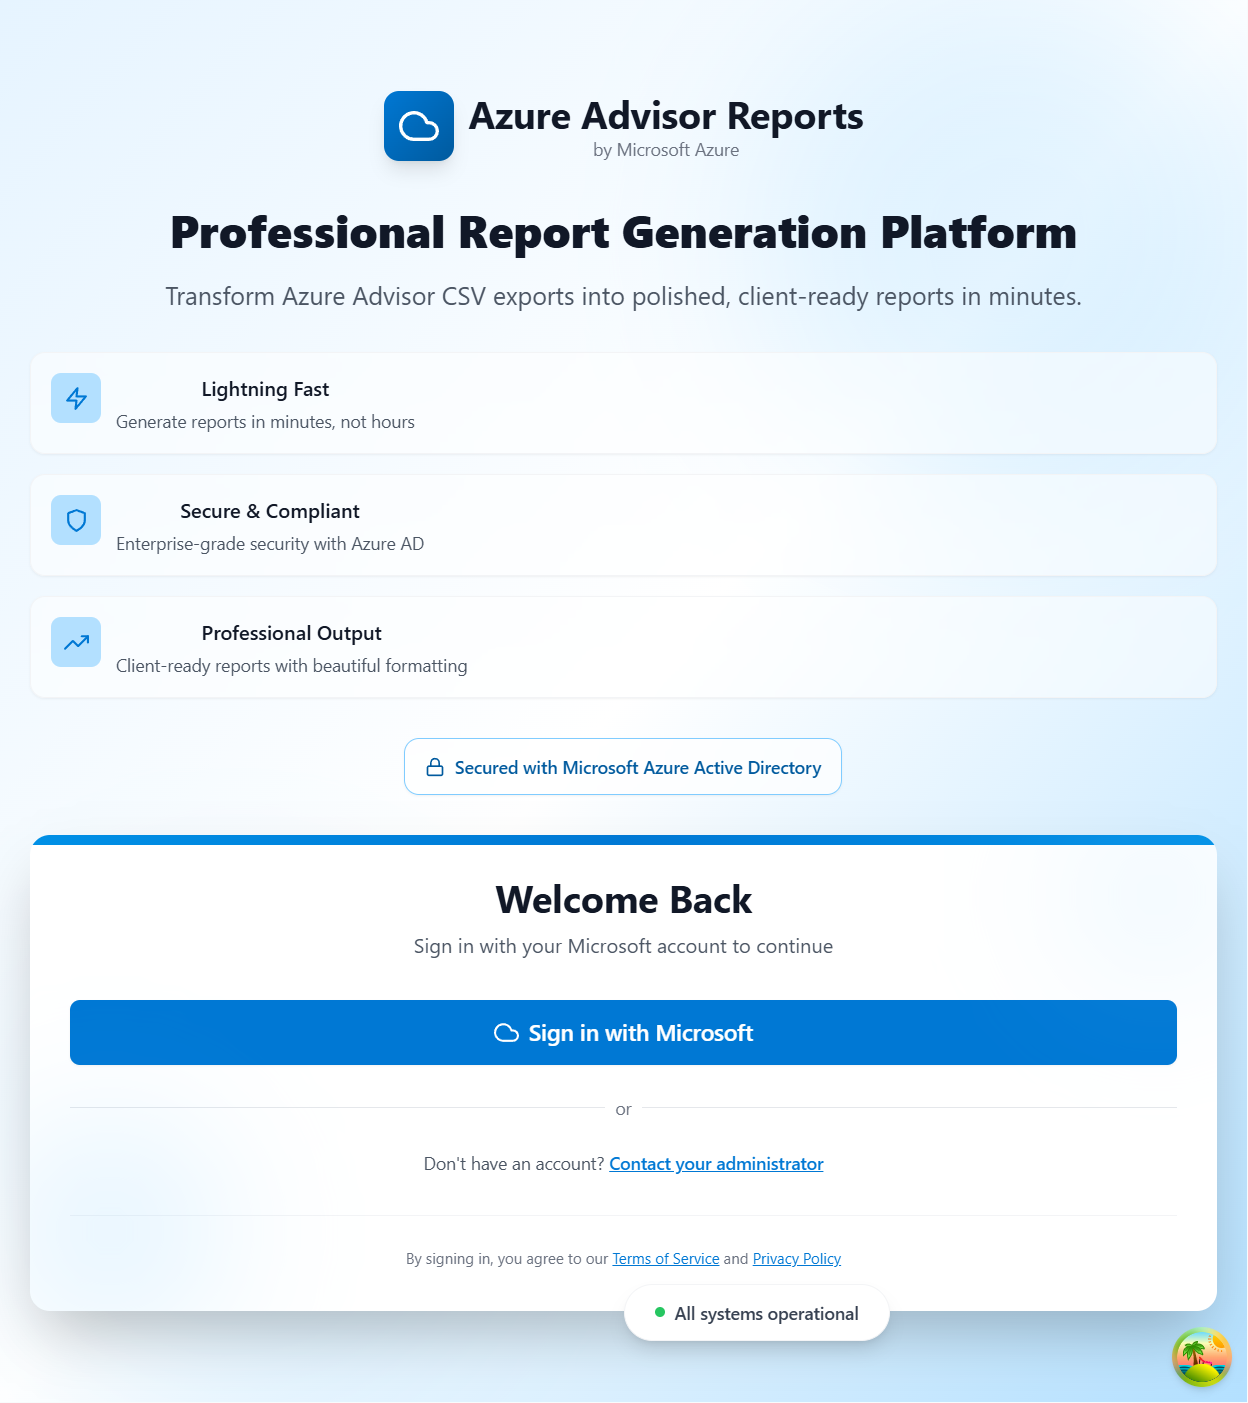 Azure Advisor Reports
by Microsoft Azure
Professional Report Generation Platform
Transform Azure Advisor CSV exports into polished, client-ready reports in minutes.
Lightning Fast
Generate reports in minutes, not hours
Secure & Compliant
Enterprise-grade security with Azure AD
Professional Output
Client-ready reports with beautiful formatting
Secured with Microsoft Azure Active Directory
Welcome Back
Sign in with your Microsoft account to continue
Sign in with Microsoft
or
Don't have an account? Contact your administrator
By signing in, you agree to our Terms of Service and Privacy Policy
All systems operational